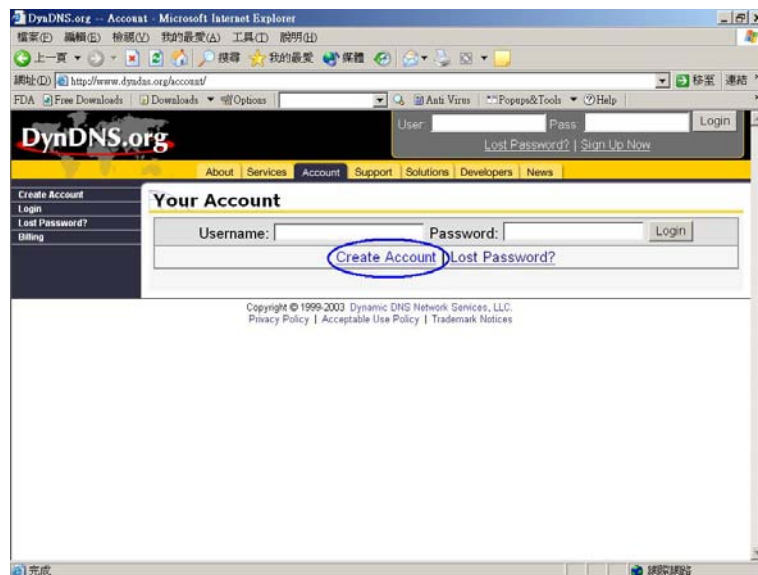 DynDNS.org -- Account - Microsoft Internet Explorer
檔案(F) 編輯(E) 檢視(V) 我的最愛(A) 工具(T) 說明(H)
上一頁 搜尋 我的最愛 媒體
網址(D) http://www.dyndns.org/account/ 移至 連結
FDA Free Downloads Downloads Options Anti Virus Popups&Tools Help
DynDNS.org
User: Pass: Login
Lost Password? | Sign Up Now
About Services Account Support Solutions Developers News
Create Account
Login
Lost Password?
Billing
Your Account
Username: Password: Login
Create Account | Lost Password?
Copyright © 1999-2003 Dynamic DNS Network Services, LLC.
Privacy Policy | Acceptable Use Policy | Trademark Notices
完成 網際網路